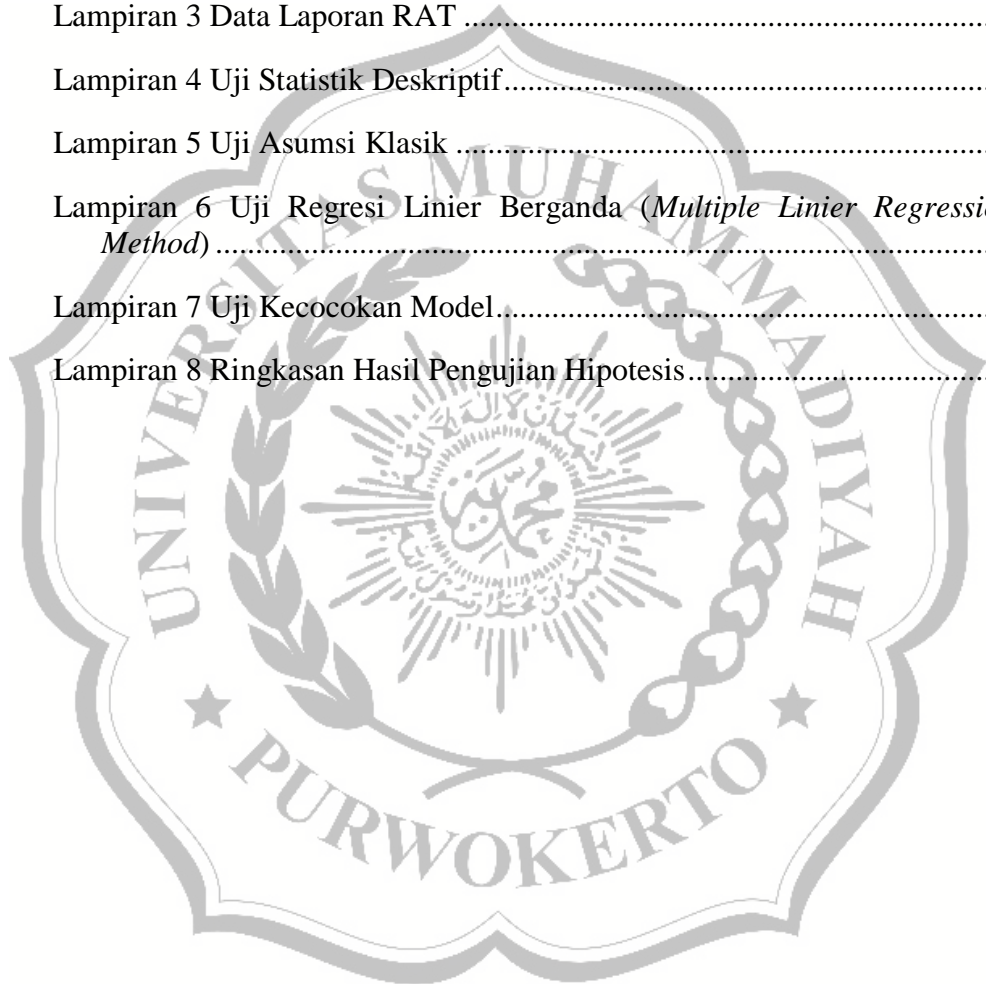 Lampiran 3 Data Laporan RAT ........................................................................
Lampiran 4 Uji Statistik Deskriptif..................................................................
Lampiran 5 Uji Asumsi Klasik ........................................................................
Lampiran 6 Uji Regresi Linier Berganda (Multiple Linier Regressi
Method) ........................................................................................
Lampiran 7 Uji Kecocokan Model..................................................................
Lampiran 8 Ringkasan Hasil Pengujian Hipotesis..........................................
UNIVERSITAS MUHAMMADIYAH
PURWOKERTO